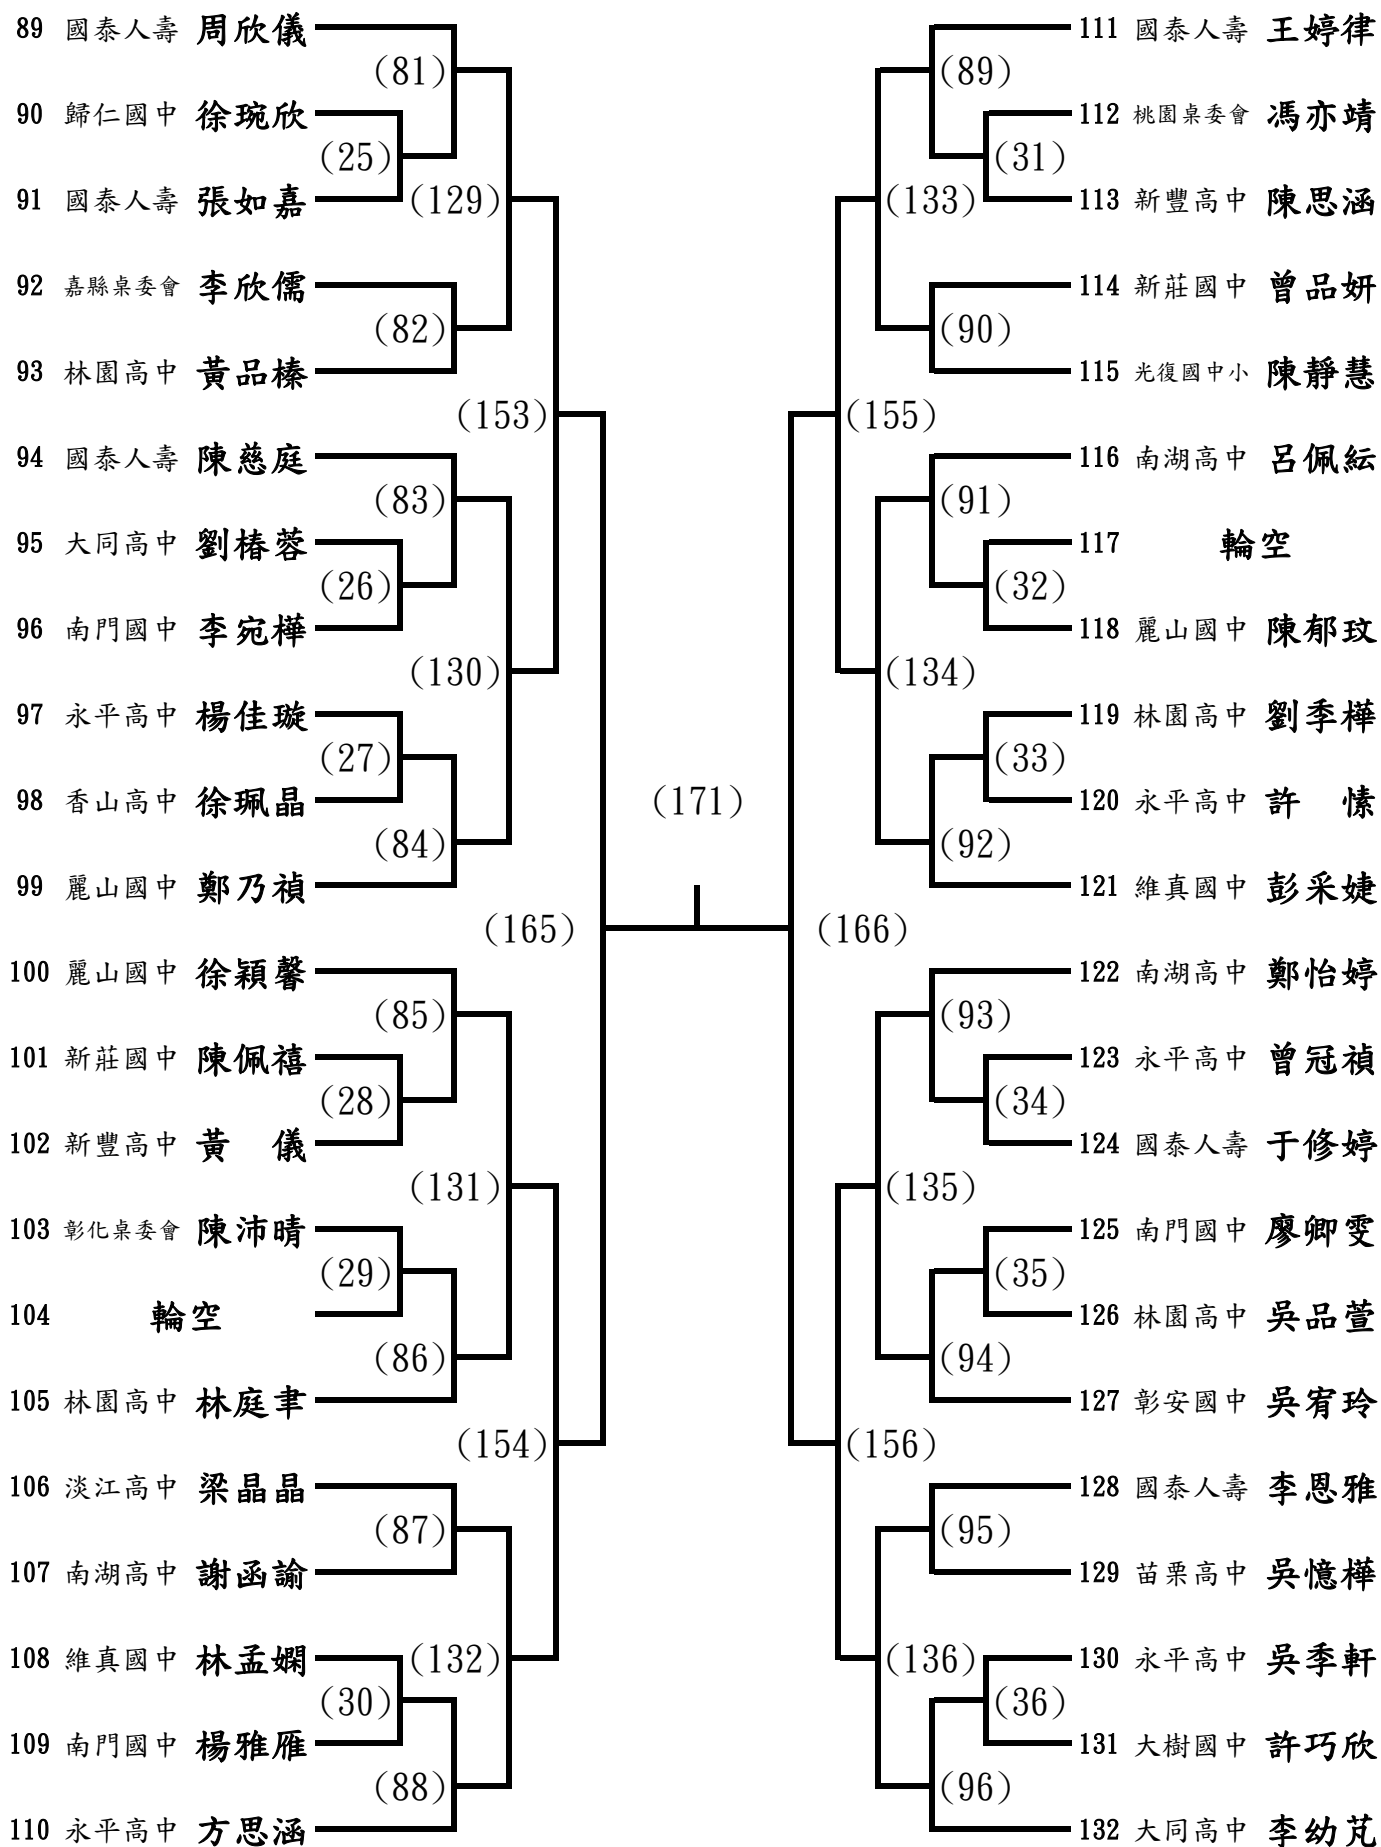 89 國泰人壽 周欣儀
(81)
90 歸仁國中 徐琬欣
(25)
91 國泰人壽 張如嘉
(129)
92 嘉縣桌委會 李欣儒
(82)
93 林園高中 黃品榛
(153)
94 國泰人壽 陳慈庭
(83)
95 大同高中 劉椿蓉
(26)
96 南門國中 李宛樺
(130)
97 永平高中 楊佳璇
(27)
98 香山高中 徐珮晶
(84)
99 麗山國中 鄭乃禎
(165)
100 麗山國中 徐穎馨
(85)
101 新莊國中 陳佩禧
(28)
102 新豐高中 黃 儀
(131)
103 彰化桌委會 陳沛晴
(29)
104 輪空
(86)
105 林園高中 林庭聿
(154)
106 淡江高中 梁晶晶
(87)
107 南湖高中 謝函諭
108 維真國中 林孟嫻
(132)
(30)
109 南門國中 楊雅雁
(88)
110 永平高中 方思涵
(171)
111 國泰人壽 王婷律
(89)
112 桃園桌委會 馮亦靖
(31)
113 新豐高中 陳思涵
(133)
114 新莊國中 曾品妍
(90)
115 光復國中小 陳靜慧
(155)
116 南湖高中 呂佩紜
(91)
117 輪空
(32)
118 麗山國中 陳郁玟
(134)
119 林園高中 劉季樺
(33)
120 永平高中 許 愫
(92)
121 維真國中 彭采婕
(166)
122 南湖高中 鄭怡婷
(93)
123 永平高中 曾冠禎
(34)
124 國泰人壽 于修婷
(135)
125 南門國中 廖卿雯
(35)
126 林園高中 吳品萱
(94)
127 彰安國中 吳宥玲
(156)
128 國泰人壽 李恩雅
(95)
129 苗栗高中 吳憶樺
130 永平高中 吳季軒
(136)
(36)
131 大樹國中 許巧欣
(96)
132 大同高中 李幼芃